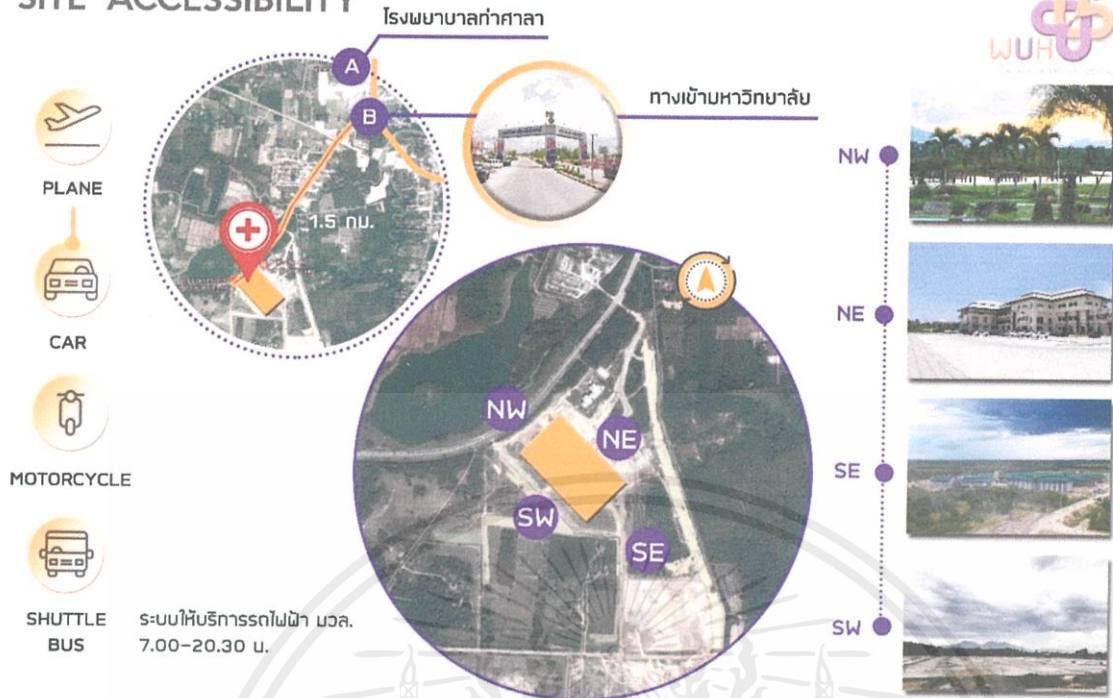 SITE ACCESSIBILITY
โรงพยาบาลท่าศาลา
WUH
A
B
ทางเข้ามหาวิทยาลัย
PLANE
1.5 กม.
CAR
MOTORCYCLE
SHUTTLE
BUS
ระบบให้บริการรถไฟฟ้า มวล.
7.00-20.30 น.
NW
NE
SW
SE
NW
NE
SE
SW